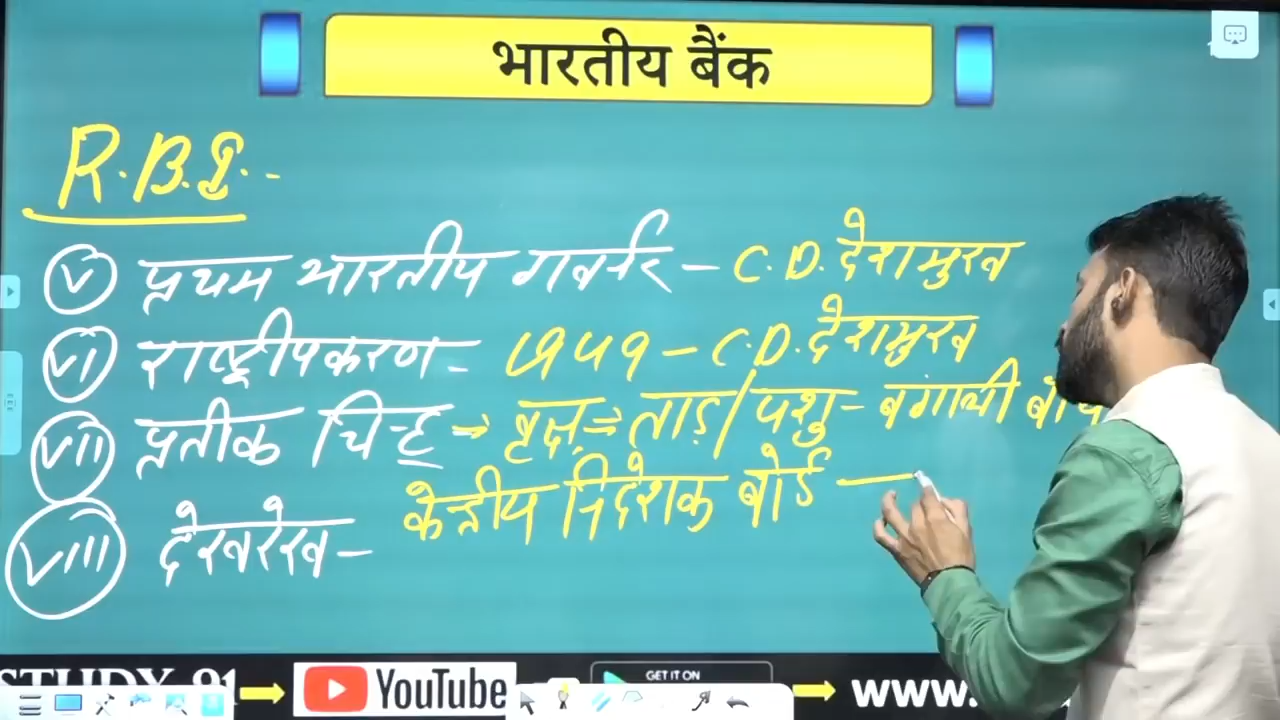 भारतीय बैंक
R.B.I.-
V प्रथम भारतीय गवर्नर - C.D. देशमुख
VI राष्ट्रीयकरण - १९४९ - C.D. देशमुख
VII प्रतीक चिन्ह → बृक्ष = ताड़ / पशु - बंगाली
VIII देखरेख - केन्द्रीय निदेशक बोर्ड —
STUDY 91
YouTube
GET IT ON
www.